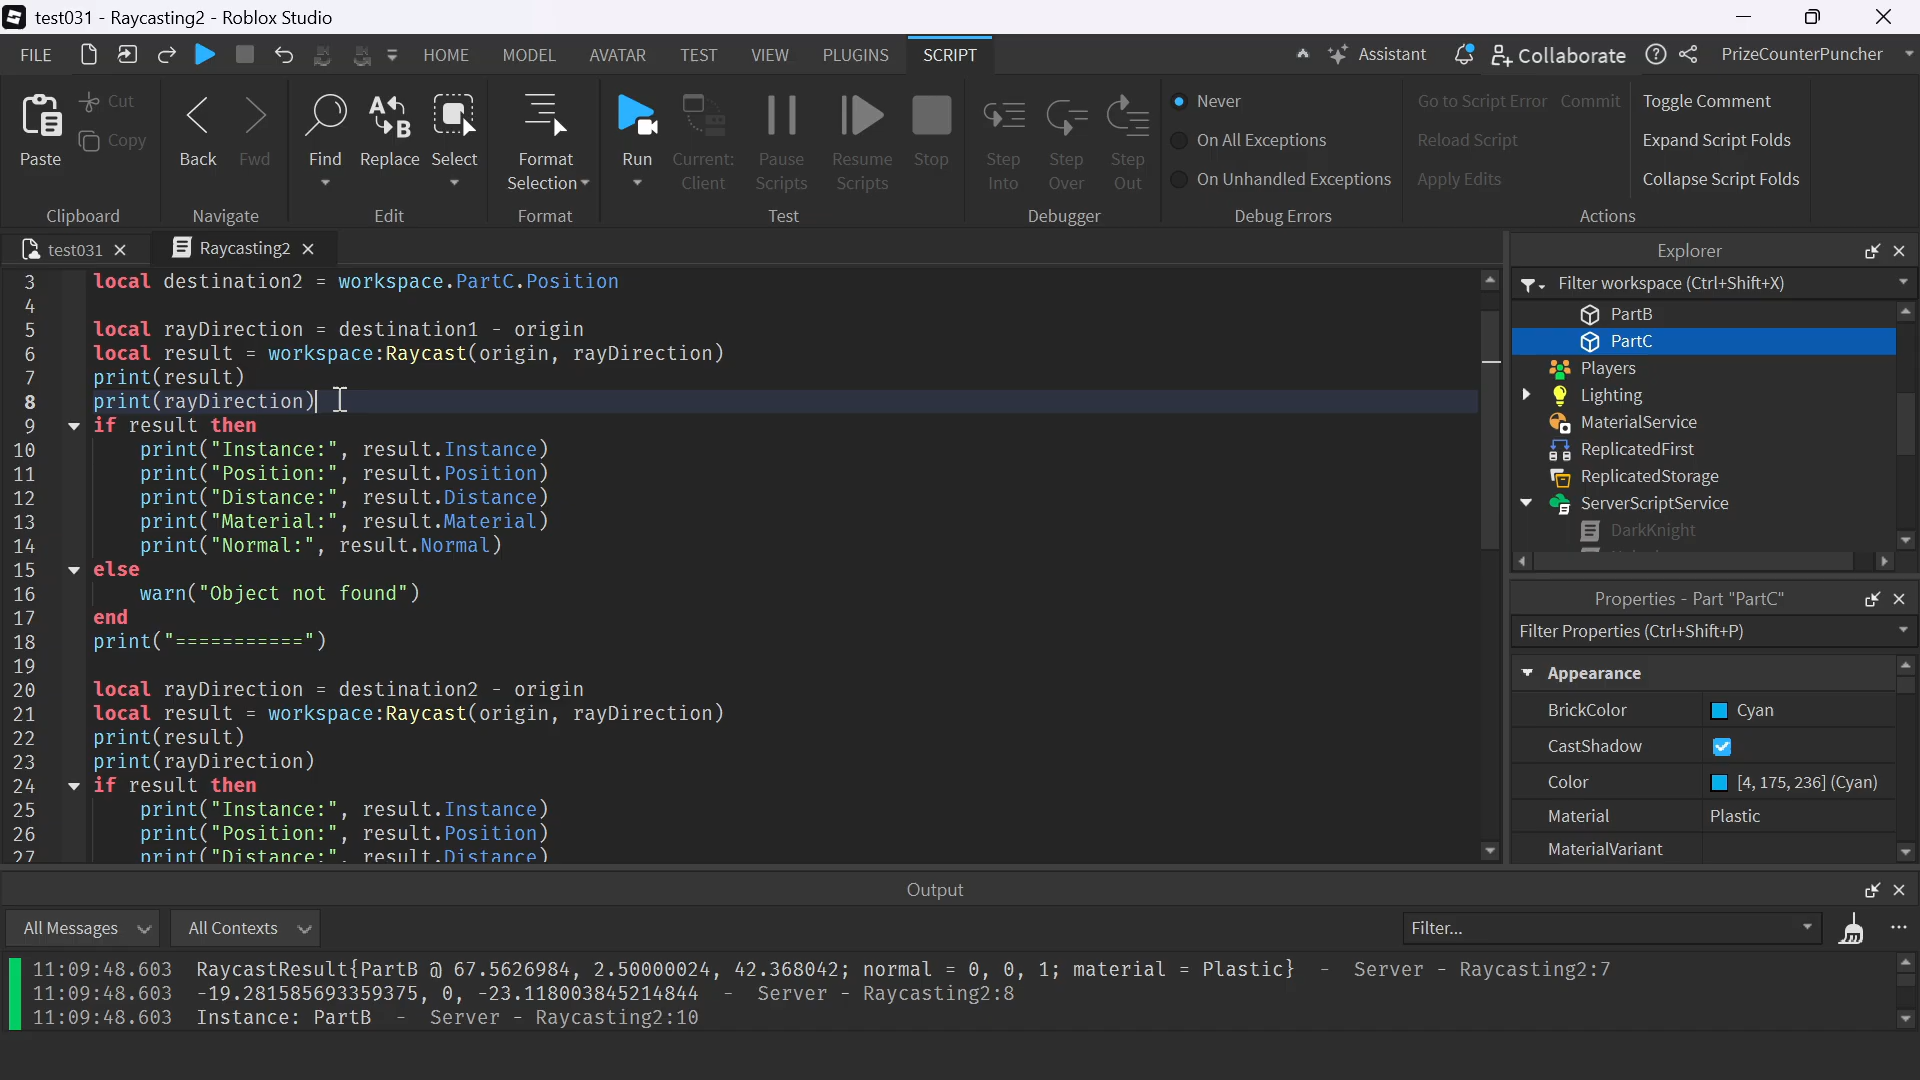 test031 - Raycasting2 - Roblox Studio
FILE HOME MODEL AVATAR TEST VIEW PLUGINS SCRIPT Assistant Collaborate PrizeCounterPuncher
Paste Cut Copy Clipboard
Back Fwd Navigate
Find Replace Select Edit
Format Selection Format
Run Current: Client Pause Scripts Resume Scripts Stop Test
Step Into Step Over Step Out Debugger
Never
On All Exceptions
On Unhandled Exceptions
Debug Errors
Go to Script Error Commit Toggle Comment
Reload Script Expand Script Folds
Apply Edits Collapse Script Folds
Actions
test031 Raycasting2
3 local destination2 = workspace.PartC.Position
4
5 local rayDirection = destination1 - origin
6 local result = workspace:Raycast(origin, rayDirection)
7 print(result)
8 print(rayDirection)
9 if result then
10 print("Instance:", result.Instance)
11 print("Position:", result.Position)
12 print("Distance:", result.Distance)
13 print("Material:", result.Material)
14 print("Normal:", result.Normal)
15 else
16 warn("Object not found")
17 end
18 print("===========")
19
20 local rayDirection = destination2 - origin
21 local result = workspace:Raycast(origin, rayDirection)
22 print(result)
23 print(rayDirection)
24 if result then
25 print("Instance:", result.Instance)
26 print("Position:", result.Position)
27 print("Distance:", result.Distance)
Explorer
Filter workspace (Ctrl+Shift+X)
PartB
PartC
Players
Lighting
MaterialService
ReplicatedFirst
ReplicatedStorage
ServerScriptService
DarkKnight
Properties - Part "PartC"
Filter Properties (Ctrl+Shift+P)
Appearance
BrickColor Cyan
CastShadow
Color [4, 175, 236] (Cyan)
Material Plastic
MaterialVariant
Output
All Messages All Contexts Filter...
11:09:48.603 RaycastResult{PartB @ 67.5626984, 2.50000024, 42.368042; normal = 0, 0, 1; material = Plastic} - Server - Raycasting2:7
11:09:48.603 -19.281585693359375, 0, -23.118003845214844 - Server - Raycasting2:8
11:09:48.603 Instance: PartB - Server - Raycasting2:10